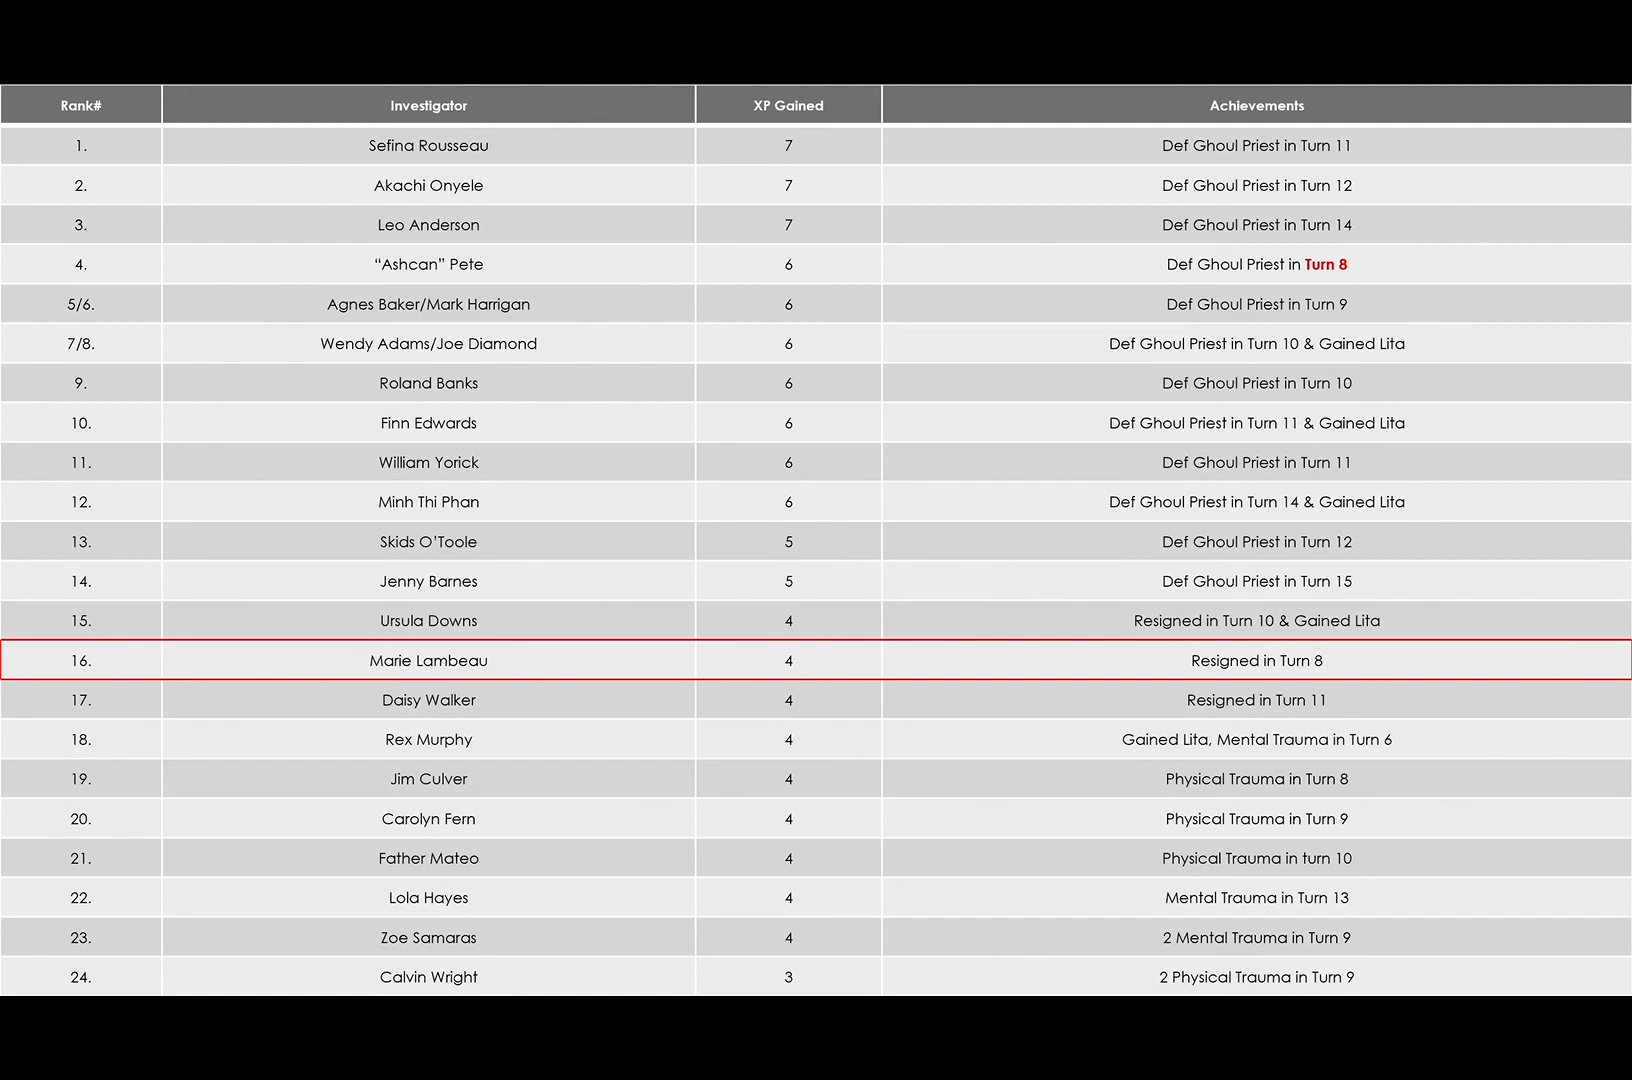 Rank# Investigator XP Gained Achievements
1. Sefina Rousseau 7 Def Ghoul Priest in Turn 11
2. Akachi Onyele 7 Def Ghoul Priest in Turn 12
3. Leo Anderson 7 Def Ghoul Priest in Turn 14
4. “Ashcan” Pete 6 Def Ghoul Priest in Turn 8
5/6. Agnes Baker/Mark Harrigan 6 Def Ghoul Priest in Turn 9
7/8. Wendy Adams/Joe Diamond 6 Def Ghoul Priest in Turn 10 & Gained Lita
9. Roland Banks 6 Def Ghoul Priest in Turn 10
10. Finn Edwards 6 Def Ghoul Priest in Turn 11 & Gained Lita
11. William Yorick 6 Def Ghoul Priest in Turn 11
12. Minh Thi Phan 6 Def Ghoul Priest in Turn 14 & Gained Lita
13. Skids O’Toole 5 Def Ghoul Priest in Turn 12
14. Jenny Barnes 5 Def Ghoul Priest in Turn 15
15. Ursula Downs 4 Resigned in Turn 10 & Gained Lita
16. Marie Lambeau 4 Resigned in Turn 8
17. Daisy Walker 4 Resigned in Turn 11
18. Rex Murphy 4 Gained Lita, Mental Trauma in Turn 6
19. Jim Culver 4 Physical Trauma in Turn 8
20. Carolyn Fern 4 Physical Trauma in Turn 9
21. Father Mateo 4 Physical Trauma in turn 10
22. Lola Hayes 4 Mental Trauma in Turn 13
23. Zoe Samaras 4 2 Mental Trauma in Turn 9
24. Calvin Wright 3 2 Physical Trauma in Turn 9